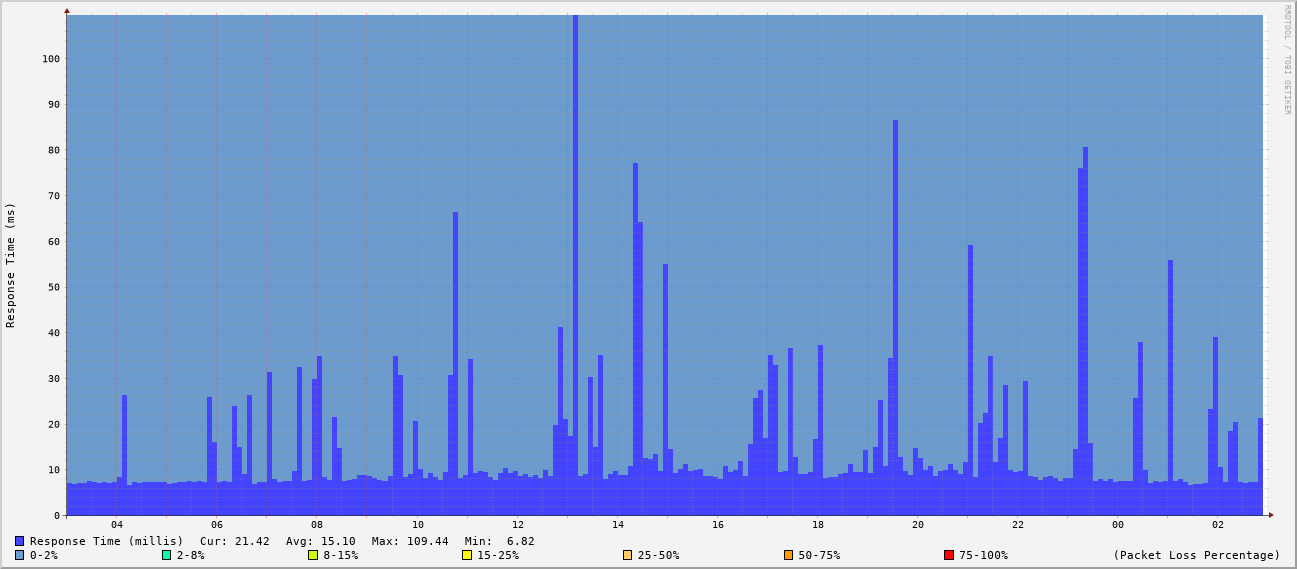 RRDTOOL / TOBI OETIKER
Response Time (ms)
100
90
80
70
60
50
40
30
20
10
0
04 06 08 10 12 14 16 18 20 22 00 02
Response Time (millis) Cur: 21.42 Avg: 15.10 Max: 109.44 Min: 6.82
0-2% 2-8% 8-15% 15-25% 25-50% 50-75% 75-100% (Packet Loss Percentage)